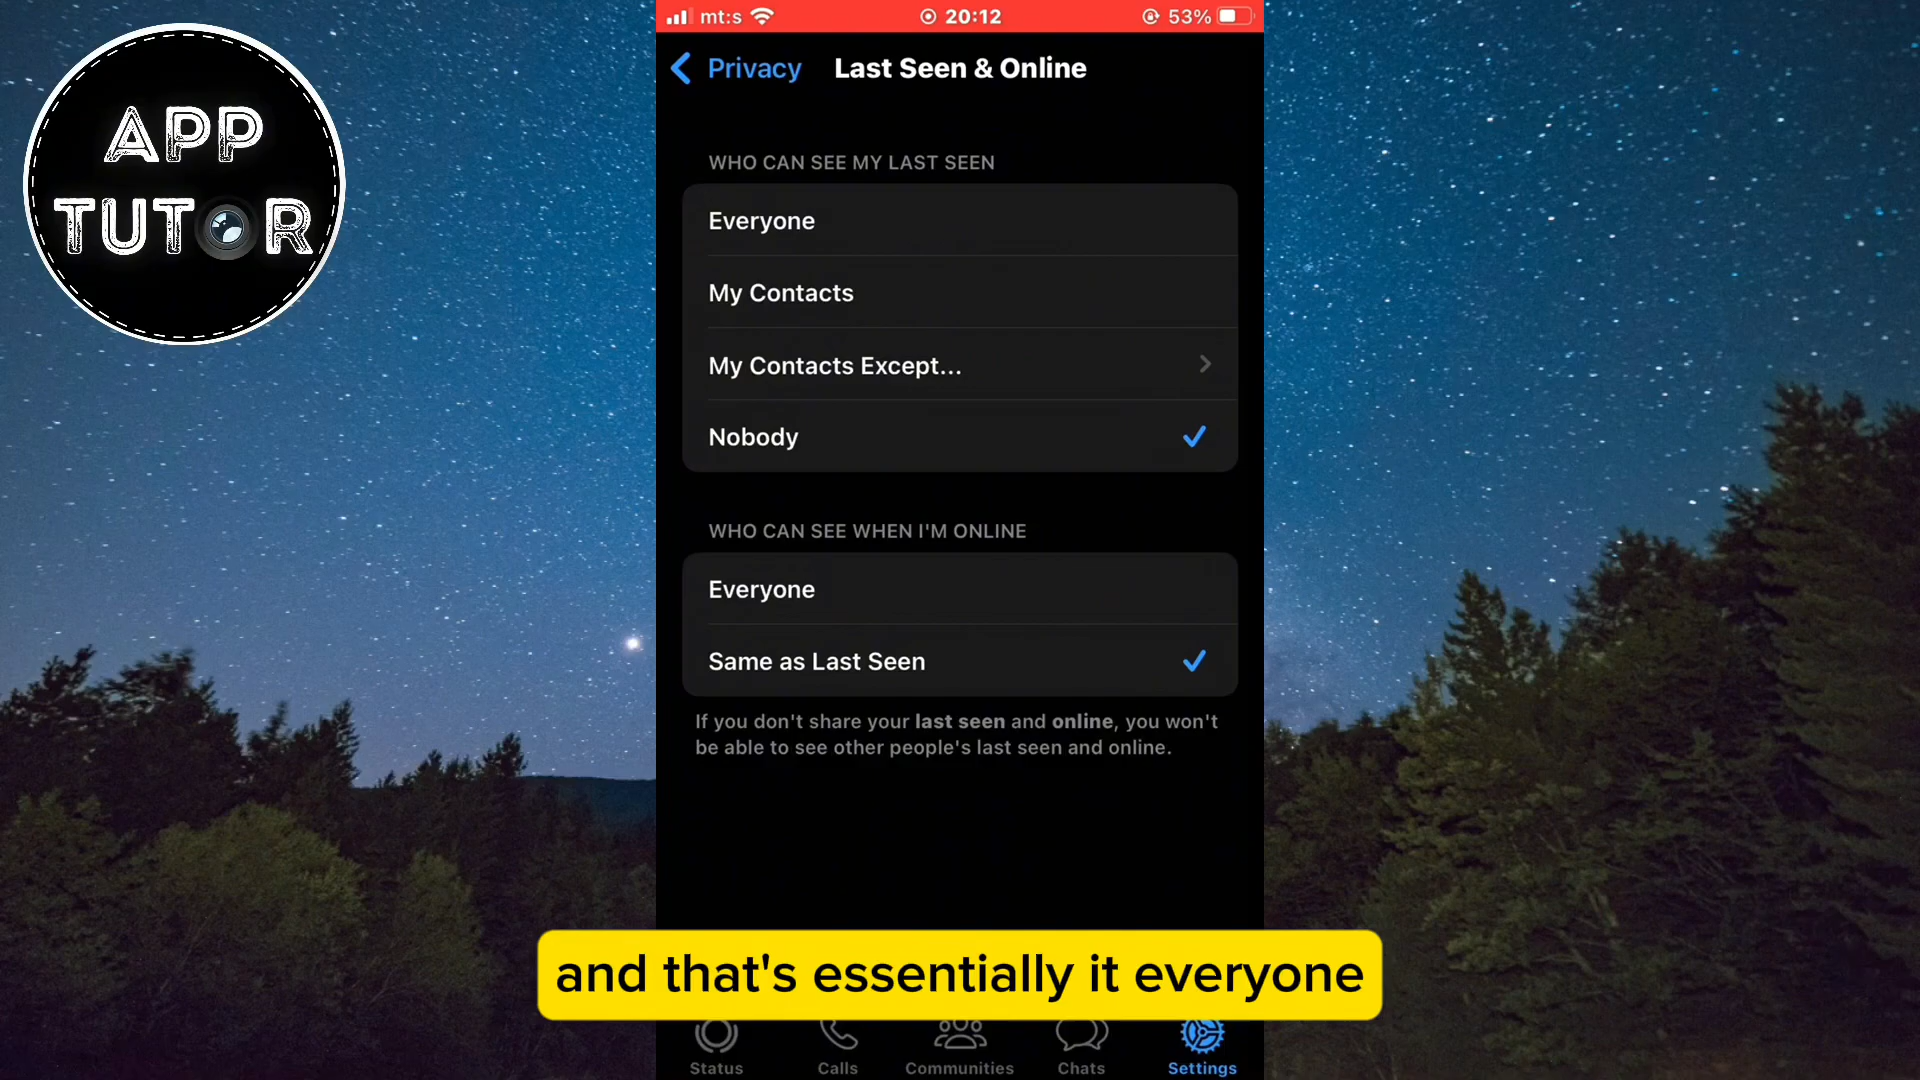 APP
TUTOR
mt:s 20:12 53%
Privacy Last Seen & Online
WHO CAN SEE MY LAST SEEN
Everyone
My Contacts
My Contacts Except...
Nobody
WHO CAN SEE WHEN I'M ONLINE
Everyone
Same as Last Seen
If you don't share your last seen and online, you won't
be able to see other people's last seen and online.
and that's essentially it everyone
Status Calls Communities Chats Settings